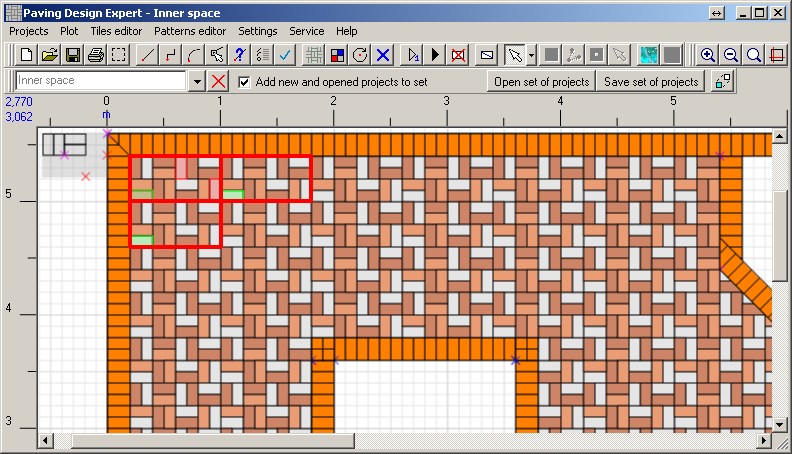 Paving Design Expert - Inner space
Projects Plot Tiles editor Patterns editor Settings Service Help
Inner space Add new and opened projects to set Open set of projects Save set of projects
2,770 0 1 2 3 4 5
3,062 m
5
4
3